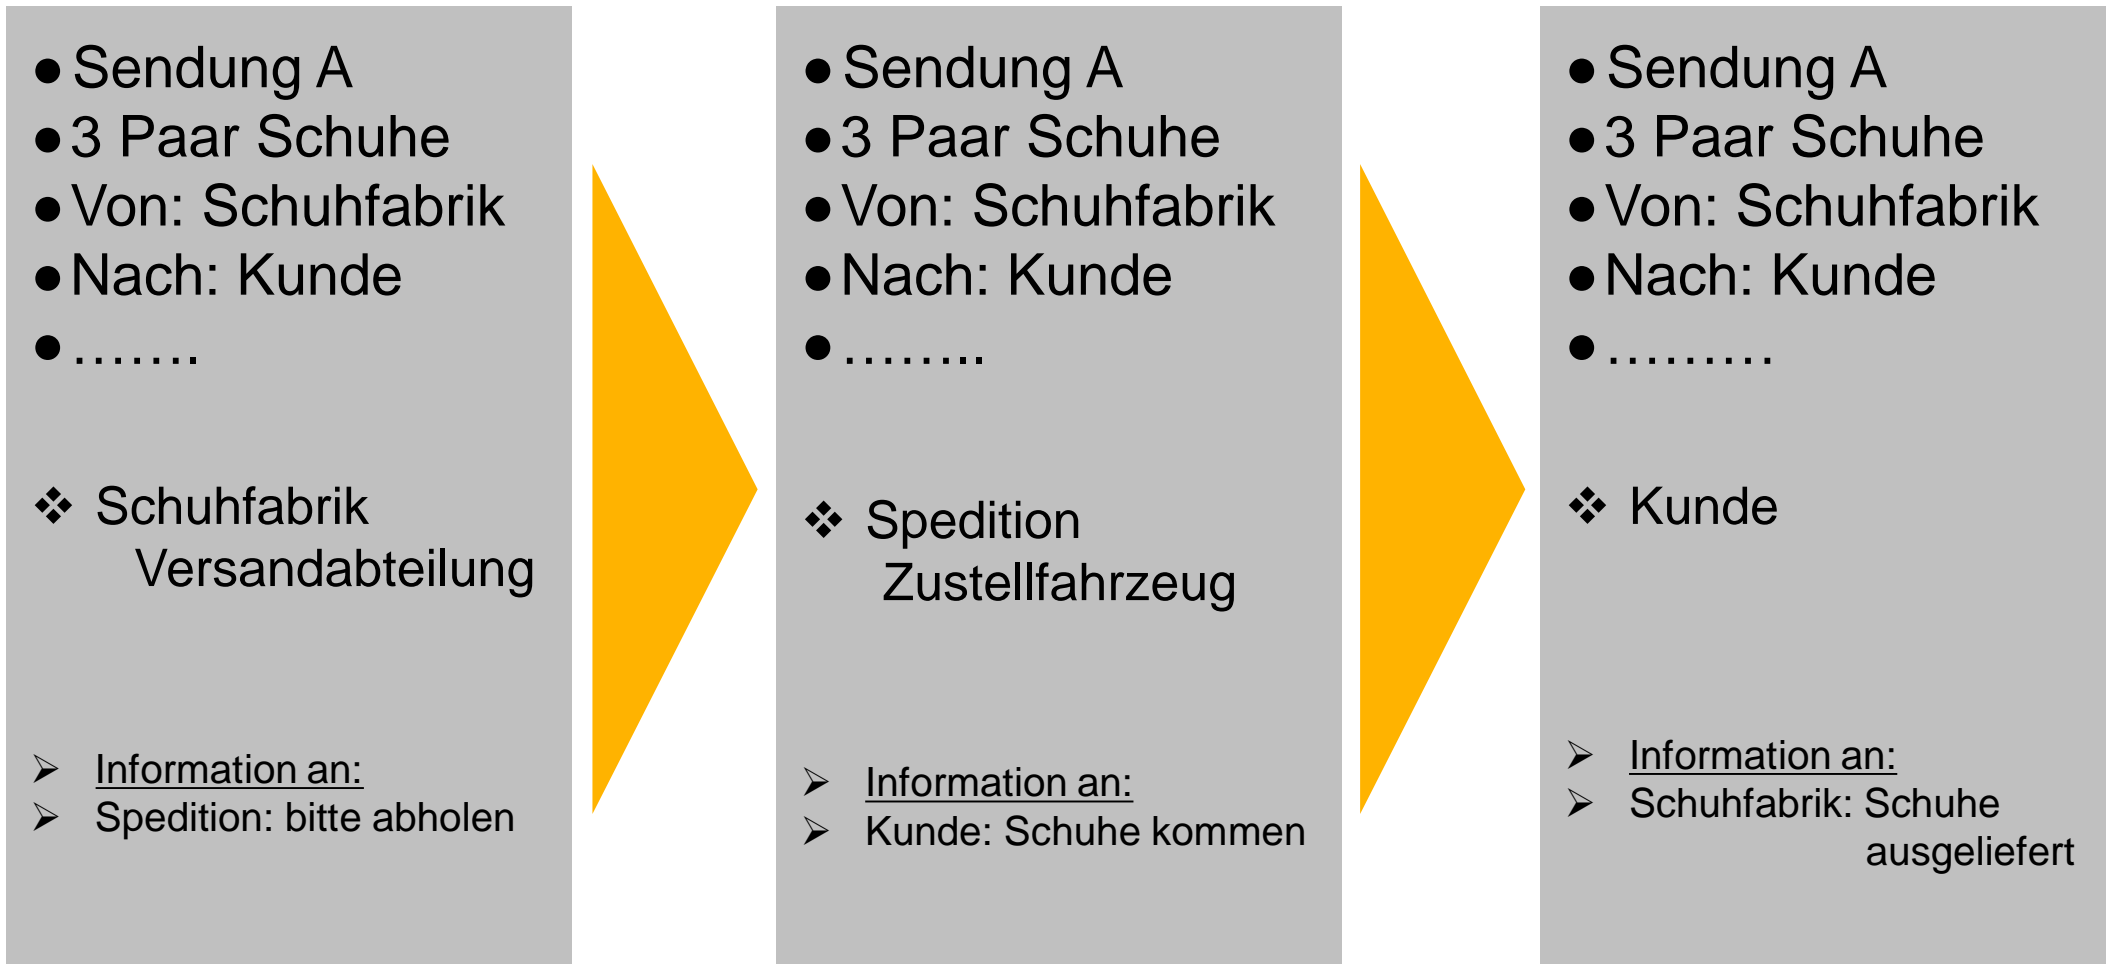 ● Sendung A
● 3 Paar Schuhe
● Von: Schuhfabrik
● Nach: Kunde
● …….
❖ Schuhfabrik
Versandabteilung
➢ Information an:
➢ Spedition: bitte abholen
● Sendung A
● 3 Paar Schuhe
● Von: Schuhfabrik
● Nach: Kunde
● ……..
❖ Spedition
Zustellfahrzeug
➢ Information an:
➢ Kunde: Schuhe kommen
● Sendung A
● 3 Paar Schuhe
● Von: Schuhfabrik
● Nach: Kunde
● ………
❖ Kunde
➢ Information an:
➢ Schuhfabrik: Schuhe
ausgeliefert